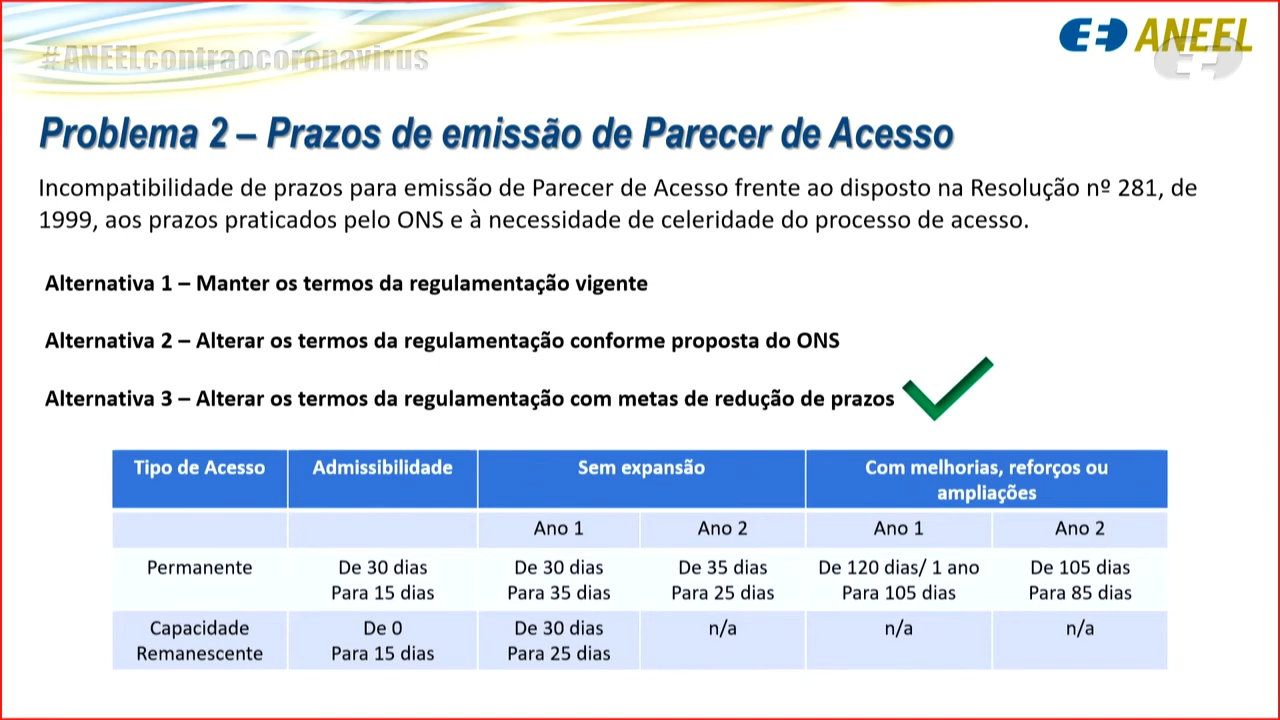 #ANEELcontraocoronavirus
ANEEL
Problema 2 – Prazos de emissão de Parecer de Acesso
Incompatibilidade de prazos para emissão de Parecer de Acesso frente ao disposto na Resolução nº 281, de
1999, aos prazos praticados pelo ONS e à necessidade de celeridade do processo de acesso.
Alternativa 1 – Manter os termos da regulamentação vigente
Alternativa 2 – Alterar os termos da regulamentação conforme proposta do ONS
Alternativa 3 – Alterar os termos da regulamentação com metas de redução de prazos
Tipo de Acesso Admissibilidade Sem expansão Com melhorias, reforços ou
ampliações
Ano 1 Ano 2 Ano 1 Ano 2
Permanente De 30 dias De 30 dias De 35 dias De 120 dias/ 1 ano De 105 dias
Para 15 dias Para 35 dias Para 25 dias Para 105 dias Para 85 dias
Capacidade De 0 De 30 dias n/a n/a n/a
Remanescente Para 15 dias Para 25 dias